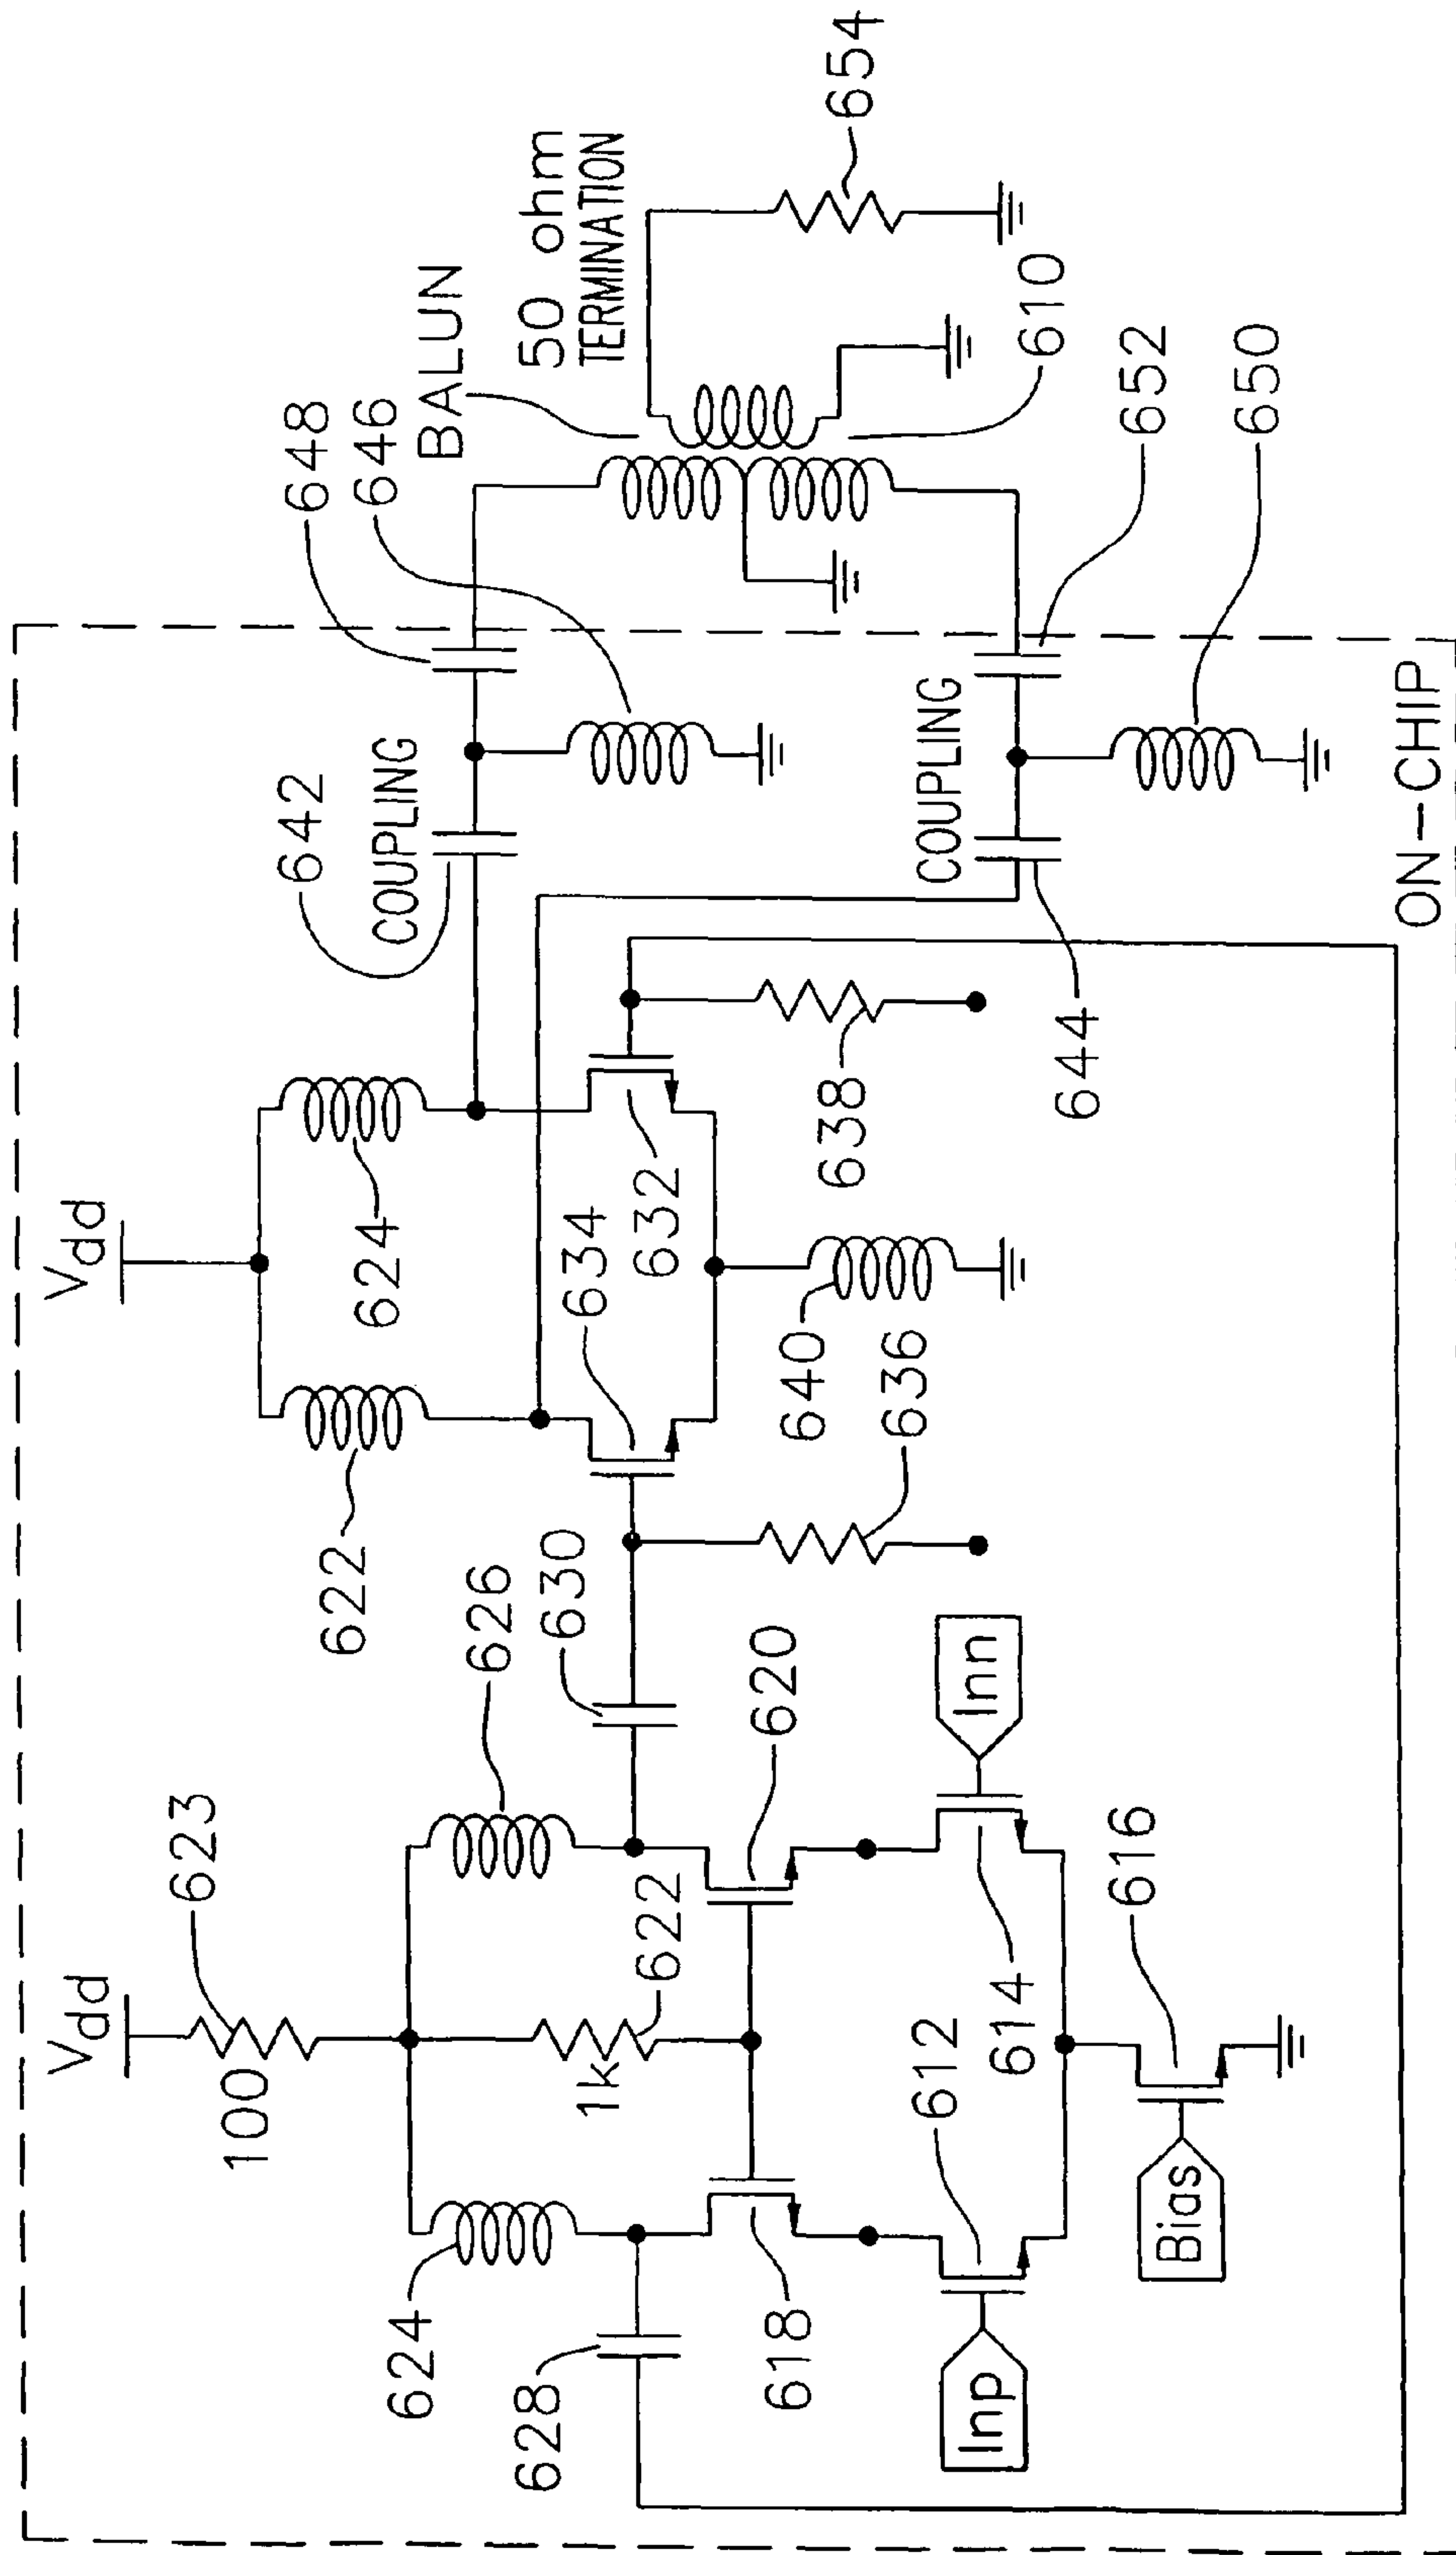 Vdd
623
100
624
626
1k
622
628
630
618
620
612
Inp
614
Inn
Bias
616
Vdd
622
624
634
632
640
636
638
642
COUPLING
648
646
BALUN
50 ohm
TERMINATION
654
610
COUPLING
644
652
650
ON-CHIP